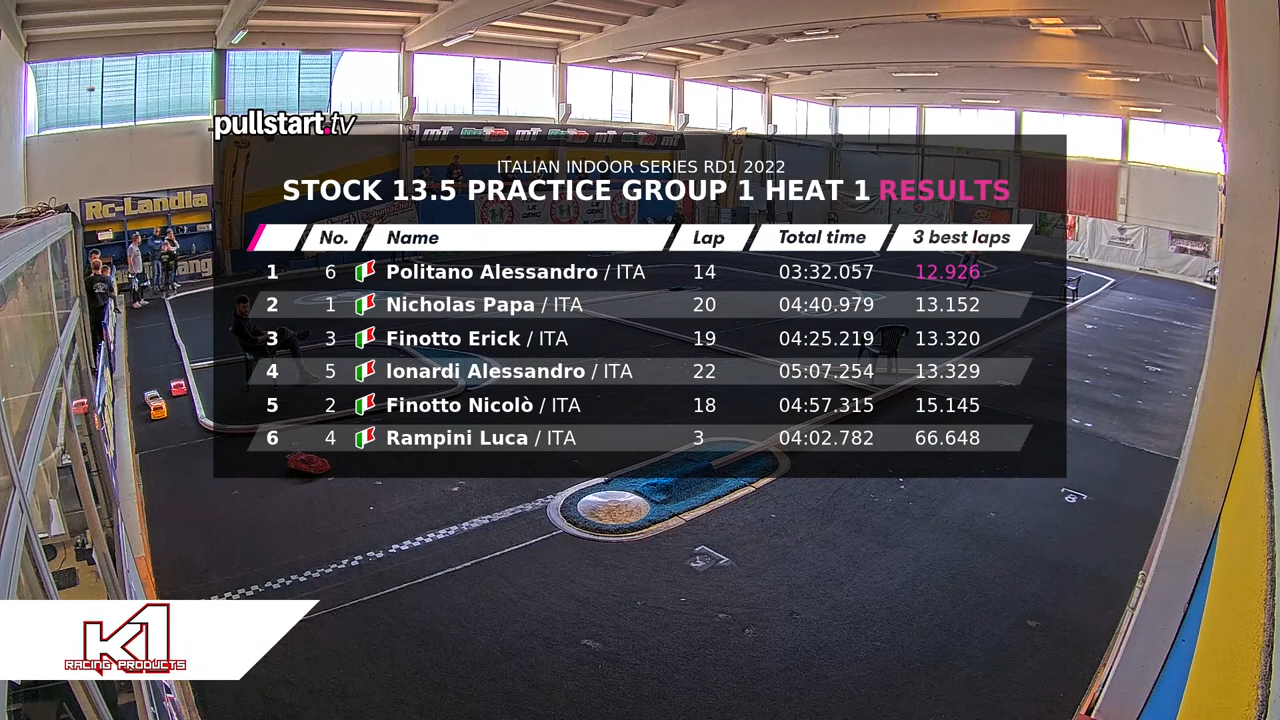 pullstart.tv
ITALIAN INDOOR SERIES RD1 2022
STOCK 13.5 PRACTICE GROUP 1 HEAT 1 RESULTS
No. Name Lap Total time 3 best laps
1 6 Politano Alessandro / ITA 14 03:32.057 12.926
2 1 Nicholas Papa / ITA 20 04:40.979 13.152
3 3 Finotto Erick / ITA 19 04:25.219 13.320
4 5 Ionardi Alessandro / ITA 22 05:07.254 13.329
5 2 Finotto Nicolò / ITA 18 04:57.315 15.145
6 4 Rampini Luca / ITA 3 04:02.782 66.648
Rc-Landia
K1
RACING PRODUCTS